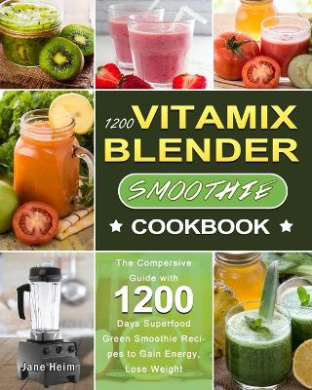 1200 VITAMIX
BLENDER
SMOOTHIE
★ COOKBOOK ★
The Compersive
Guide with
1200
Days Superfood
Green Smoothie Reci-
pes to Gain Energy,
Lose Weight
Jane Heim